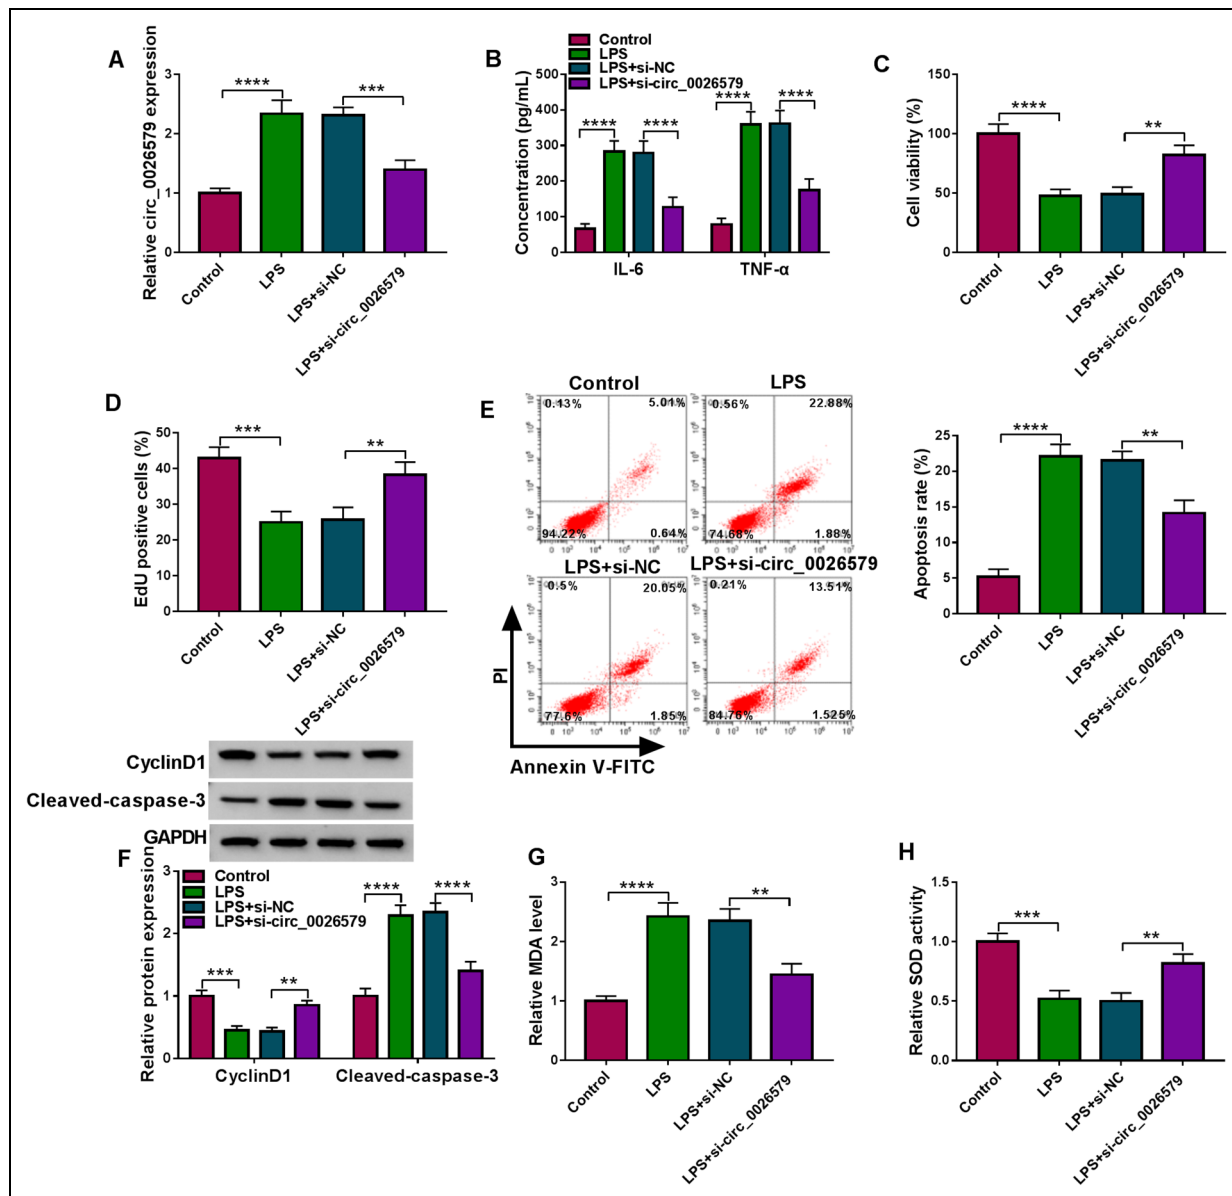 A
Relative circ_0026579 expression
3
2
1
0
****
***
Control
LPS
LPS+si-NC
LPS+si-circ_0026579
B
Control
LPS
LPS+si-NC
LPS+si-circ_0026579
Concentration (pg/mL)
500
400
300
200
100
0
****
****
****
****
IL-6
TNF-α
C
Cell viability (%)
150
100
50
0
****
**
Control
LPS
LPS+si-NC
LPS+si-circ_0026579
D
EdU positive cells (%)
50
40
30
20
10
0
***
**
Control
LPS
LPS+si-NC
LPS+si-circ_0026579
E
Control
0.13%
5.01%
94.22%
0.64%
LPS
0.56%
22.88%
74.68%
1.88%
LPS+si-NC
0.5%
20.05%
77.6%
1.85%
LPS+si-circ_0026579
0.21%
13.51%
84.76%
1.525%
PI
Annexin V-FITC
Apoptosis rate (%)
25
20
15
10
5
0
****
**
Control
LPS
LPS+si-NC
LPS+si-circ_0026579
CyclinD1
Cleaved-caspase-3
GAPDH
F
Control
LPS
LPS+si-NC
LPS+si-circ_0026579
Relative protein expression
3
2
1
0
***
**
****
****
CyclinD1
Cleaved-caspase-3
G
Relative MDA level
3
2
1
0
****
**
Control
LPS
LPS+si-NC
LPS+si-circ_0026579
H
Relative SOD activity
1.5
1.0
0.5
0.0
***
**
Control
LPS
LPS+si-NC
LPS+si-circ_0026579